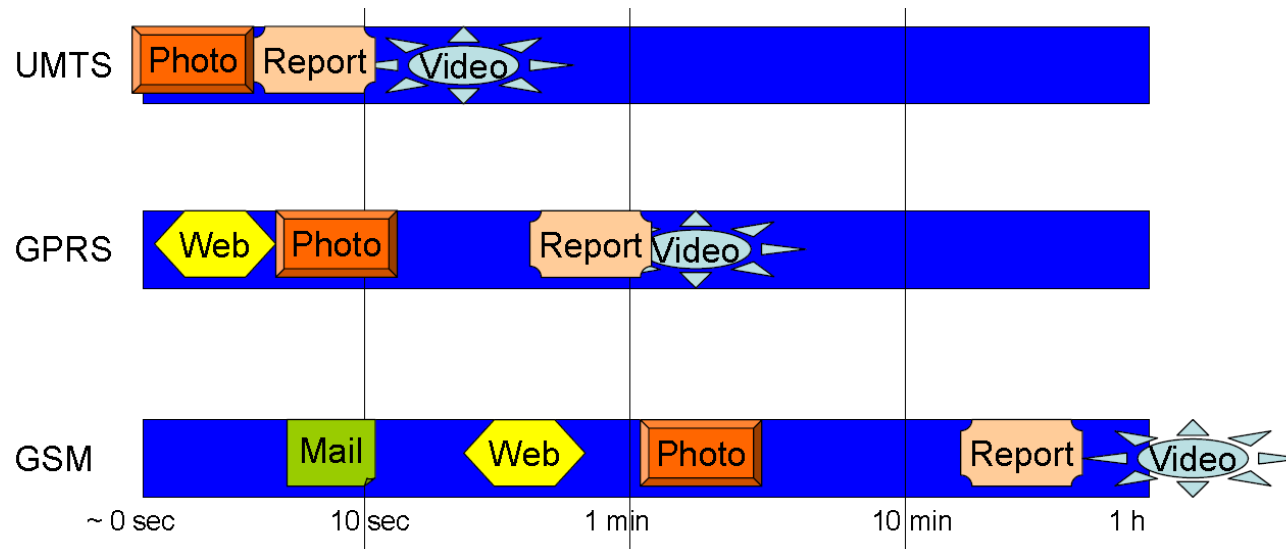 UMTS Photo Report Video
GPRS Web Photo Report Video
GSM Mail Web Photo Report Video
~ 0 sec 10 sec 1 min 10 min 1 h